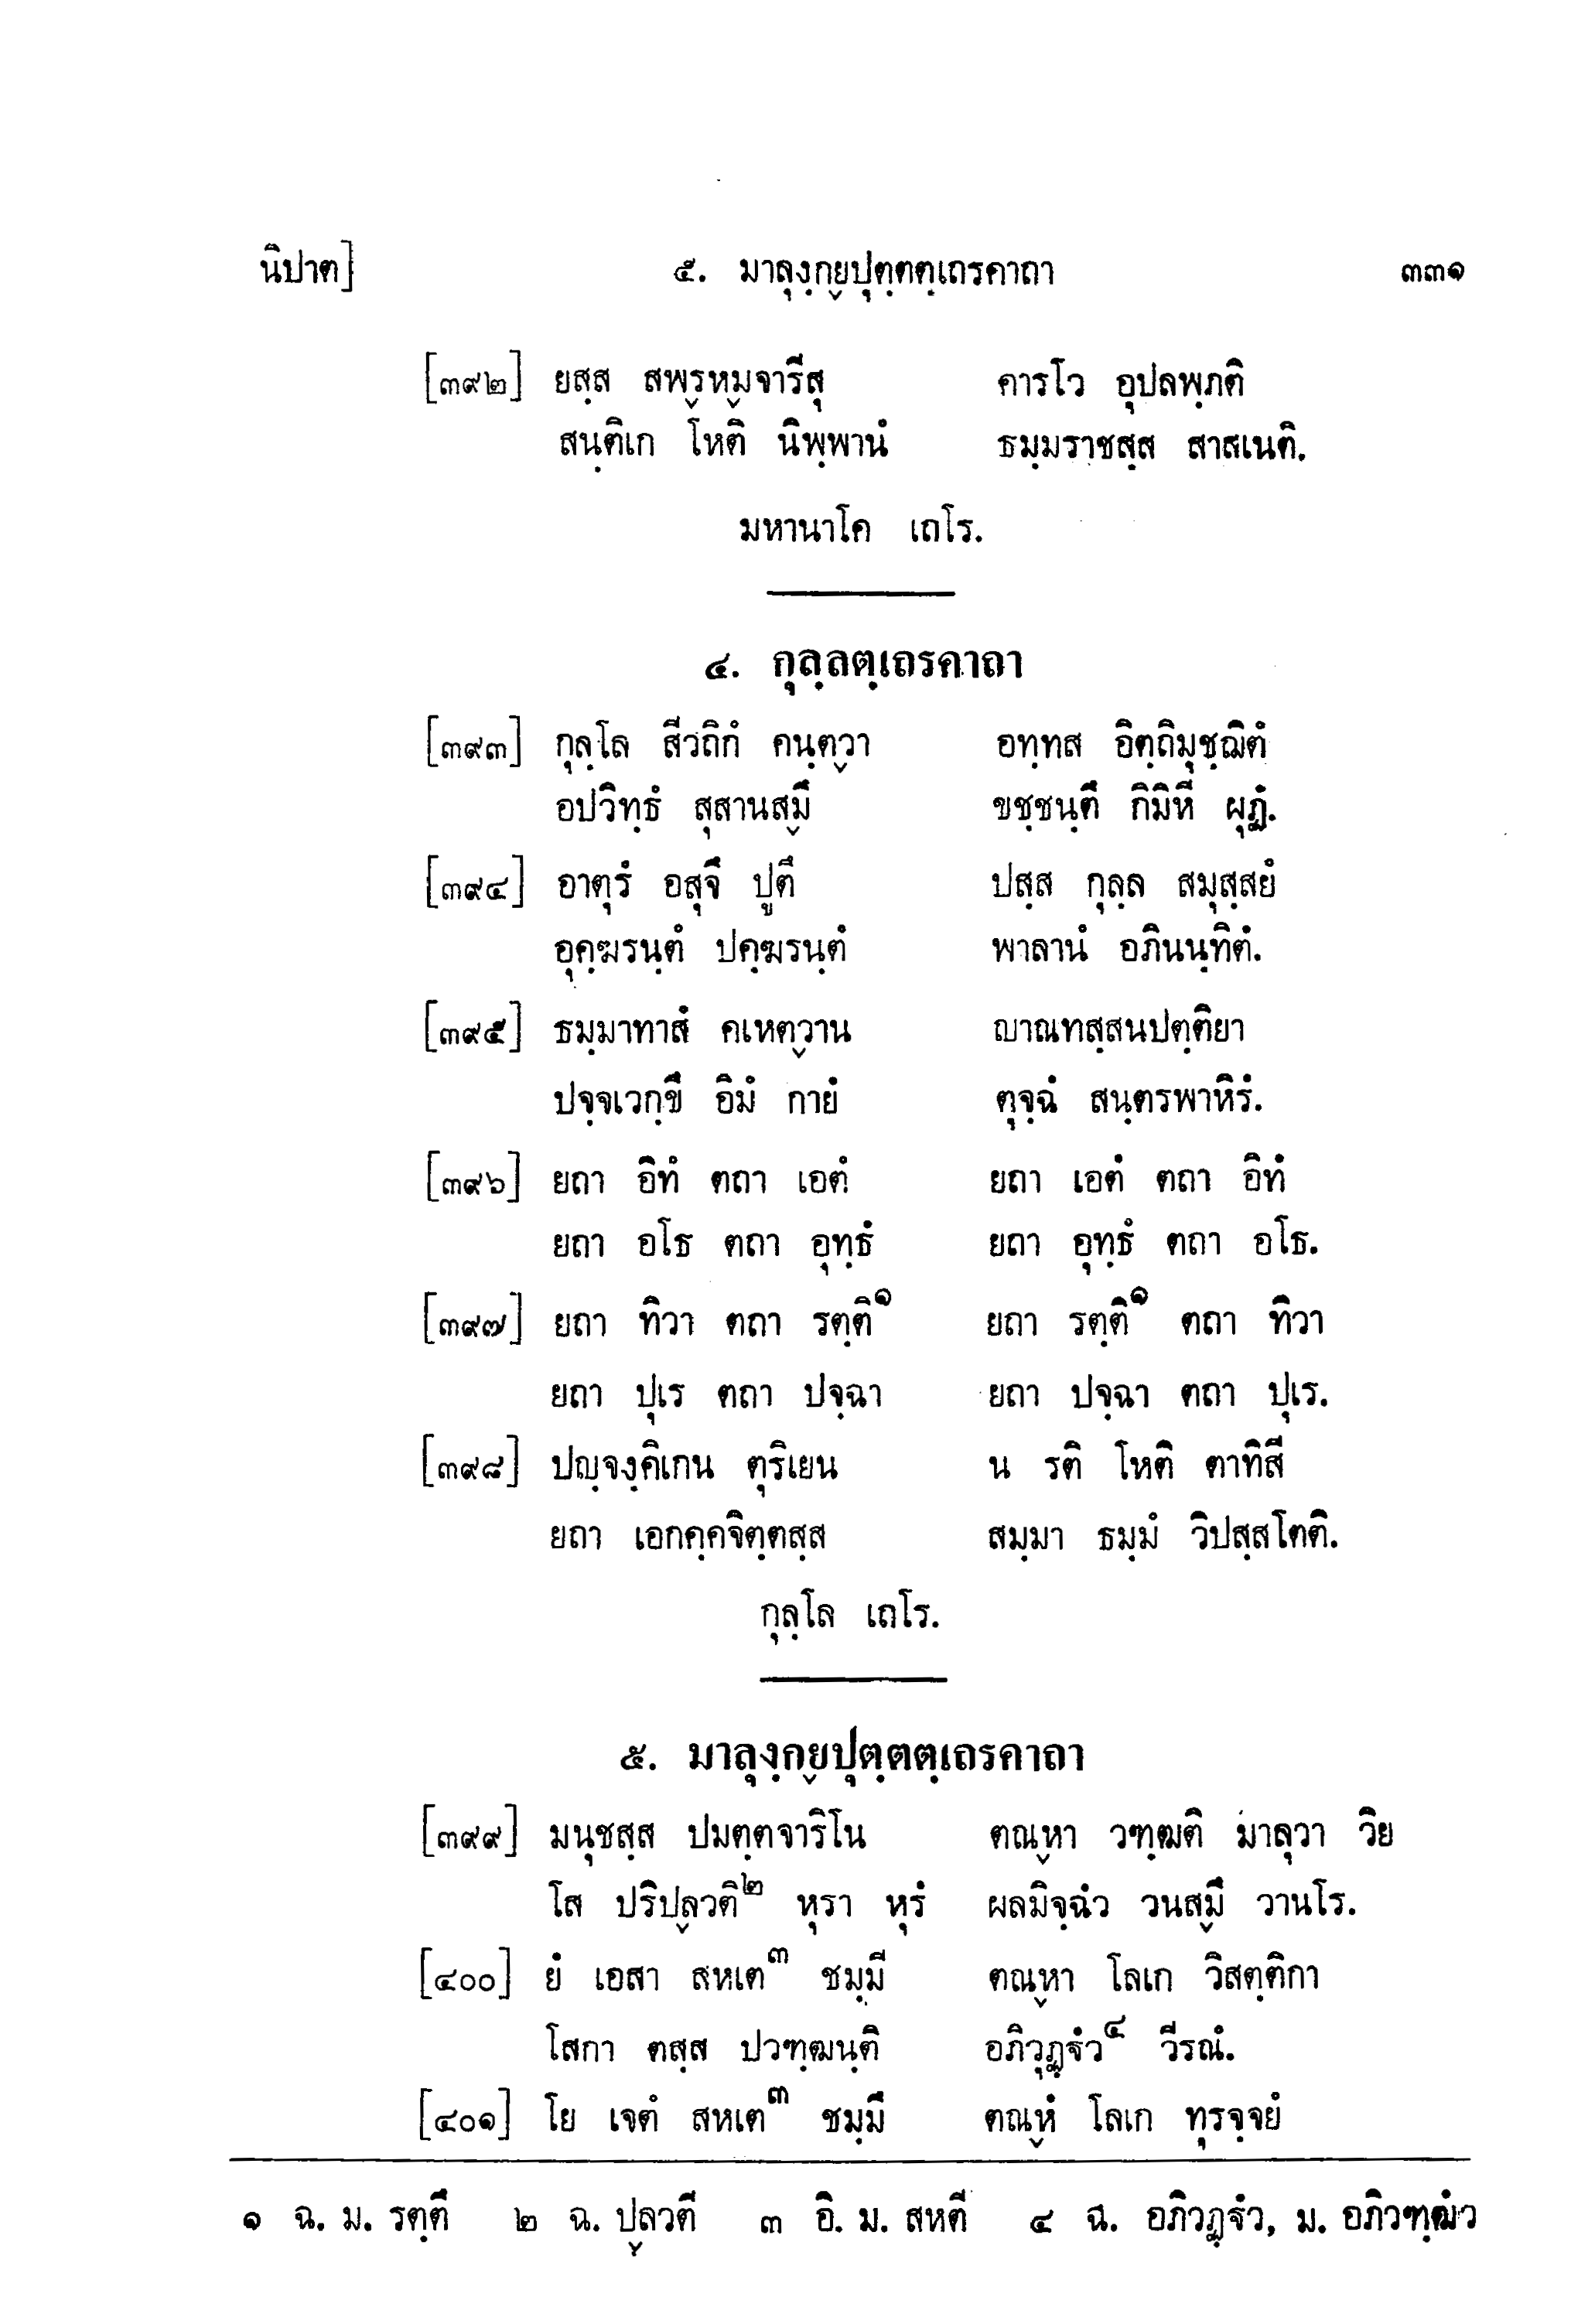 นิปาต] ๕. มาลุงฺกฺยปุตฺตตฺเถรคาถา ๓๓๑
[๓๙๒] ยสฺส สพฺรหฺมจารีสุ คารโว อุปลพฺภติ
สนฺติเก โหติ นิพฺพานํ ธมฺมราชสฺส สาสเนติ.
มหานาโค เถโร.
๔. กุลฺลตฺเถรคาถา
[๓๙๓] กุลฺโล สีวถิกํ คนฺตฺวา อทฺทส อิตฺถิมุชฺฌิตํ
อปวิทฺธํ สุสานสฺมึ ขชฺชนฺตึ กิมิหี ผุฏํ.
[๓๙๔] อาตุรํ อสุจึ ปูตึ ปสฺส กุลฺล สมุสฺสยํ
อุคฺฆรนฺตํ ปคฺฆรนฺตํ พาลานํ อภินนฺทิตํ.
[๓๙๕] ธมฺมาทาสํ คเหตฺวาน ญาณทสฺสนปตฺติยา
ปจฺจเวกฺขึ อิมํ กายํ ตุจฺฉํ สนฺตรพาหิรํ.
[๓๙๖] ยถา อิทํ ตถา เอตํ ยถา เอตํ ตถา อิทํ
ยถา อโธ ตถา อุทฺธํ ยถา อุทฺธํ ตถา อโธ.
[๓๙๗] ยถา ทิวา ตถา รตฺติ๑ ยถา รตฺติ๑ ตถา ทิวา
ยถา ปุเร ตถา ปจฺฉา ยถา ปจฺฉา ตถา ปุเร.
[๓๙๘] ปญฺจงฺคิเกน ตุริเยน น รติ โหติ ตาทิสี
ยถา เอกคฺคจิตฺตสฺส สมฺมา ธมฺมํ วิปสฺสโตติ.
กุลฺโล เถโร.
๕. มาลุงฺกฺยปุตฺตตฺเถรคาถา
[๓๙๙] มนุชสฺส ปมตฺตจาริโน ตณฺหา วฑฺฒติ มาลุวา วิย
โส ปริปฺลวติ๒ หุรา หุรํ ผลมิจฺฉํว วนสฺมึ วานโร.
[๔๐๐] ยํ เอสา สหเต๓ ชมฺมี ตณฺหา โลเก วิสตฺติกา
โสกา ตสฺส ปวฑฺฒนฺติ อภิวุฏฺฐํว๔ วีรณํ.
[๔๐๑] โย เจตํ สหเต๓ ชมฺมึ ตณฺหํ โลเก ทุรจฺจยํ
๑ ฉ. ม. รตฺตึ ๒ ฉ. ปฺลวตี ๓ อิ. ม. สหตี ๔ ฉ. อภิวฏฺฐํว, ม. อภิวฑฺฒํว